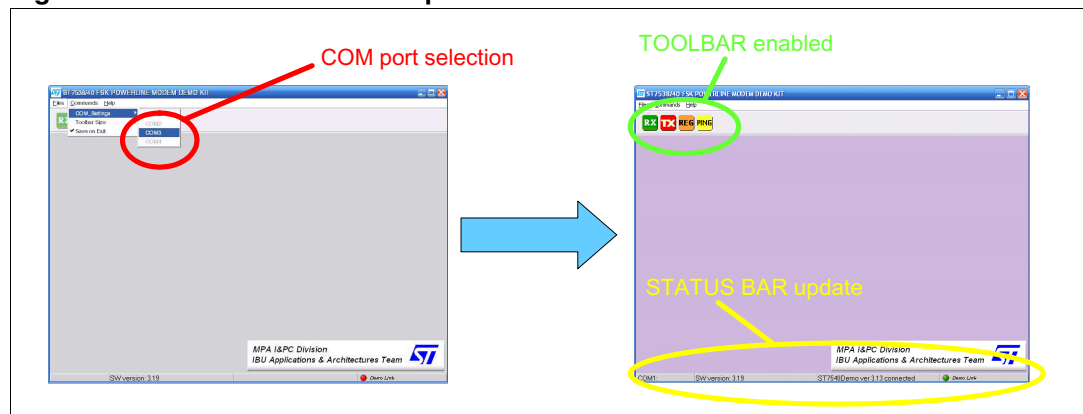 COM port selection
TOOLBAR enabled
ST7538/40 FSK POWERLINE MODEM DEMO KIT
Files Commands Help
COM_Settings
Toolbar Size
Save on Exit
COM2
COM3
COM4
MPA I&PC Division
IBU Applications & Architectures Team
SW version: 3.19
Demo Link
ST7538/40 FSK POWERLINE MODEM DEMO KIT
Help
RX TX REG PING
STATUS BAR update
MPA I&PC Division
IBU Applications & Architectures Team
COM1: SW version: 3.19 ST7540Demo ver 3.13 connected Demo Link